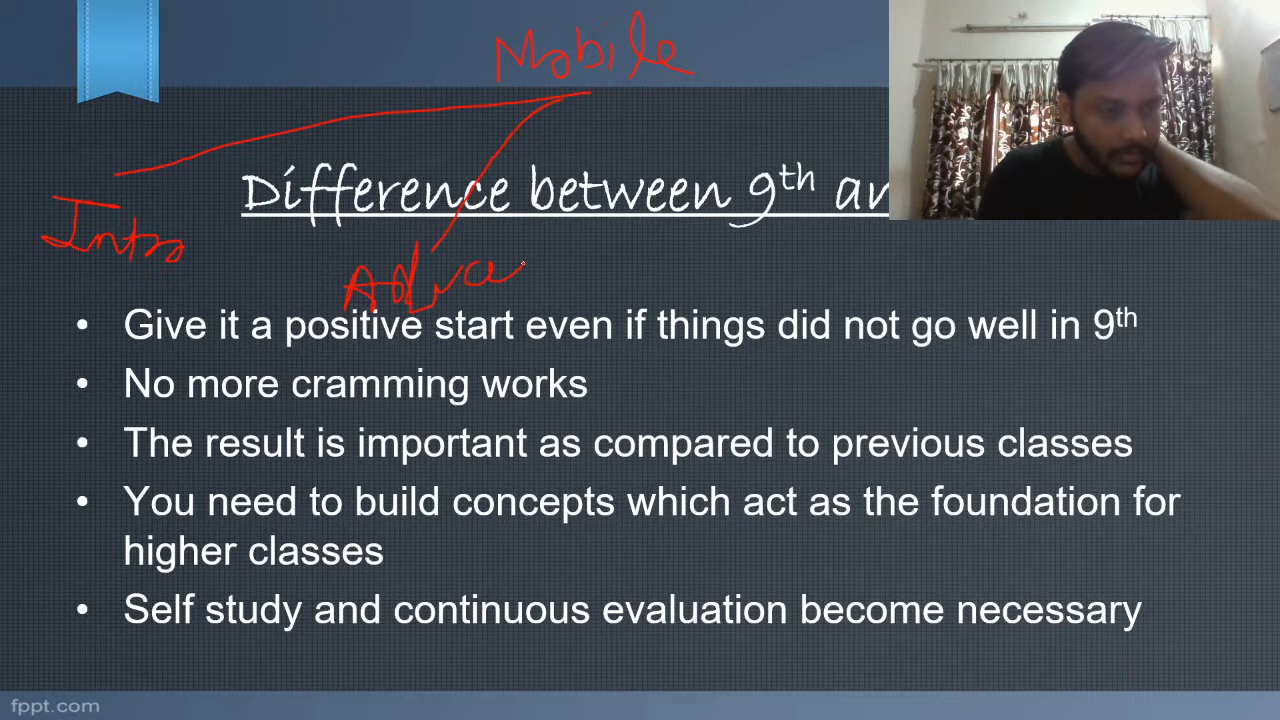 Mobile
Difference between 9th an
Intro
Adva
• Give it a positive start even if things did not go well in 9th
• No more cramming works
• The result is important as compared to previous classes
• You need to build concepts which act as the foundation for
higher classes
• Self study and continuous evaluation become necessary
fppt.com